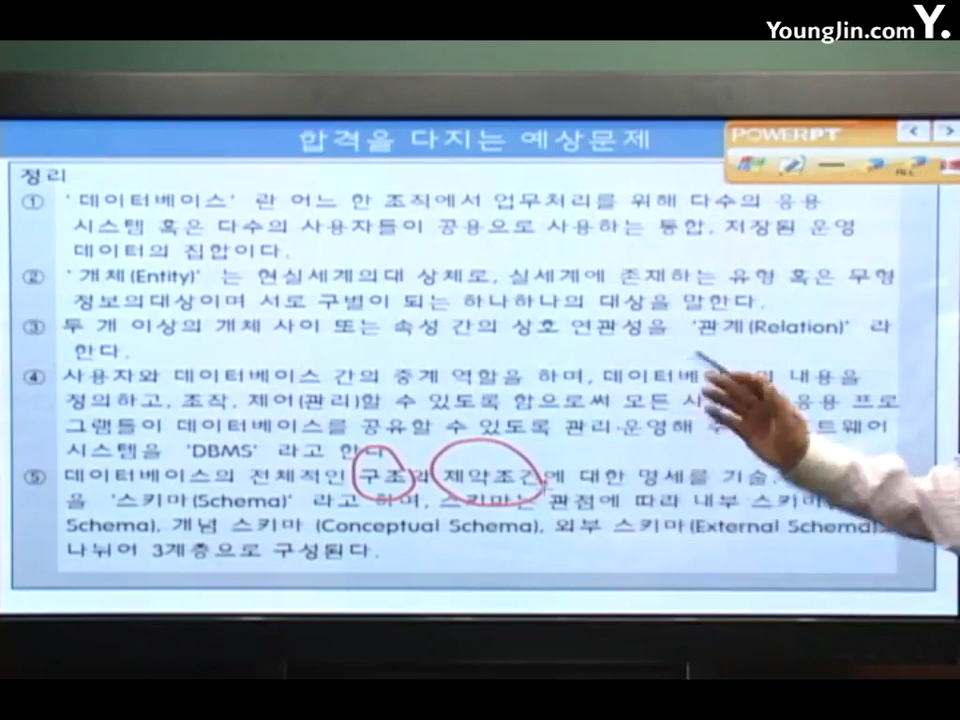 YoungJin.com Y.
합격을 다지는 예상문제
POWERPT
정리
① '데이터베이스' 란 어느 한 조직에서 업무처리를 위해 다수의 응용
시스템 혹은 다수의 사용자들이 공용으로 사용하는 통합, 저장된 운영
데이터의 집합이다.
② '개체(Entity)' 는 현실세계의대 상체로, 실세계에 존재하는 유형 혹은 무형
정보의대상이며 서로 구별이 되는 하나하나의 대상을 말한다.
③ 두 개 이상의 개체 사이 또는 속성 간의 상호 연관성을 '관계(Relation)' 라
한다.
④ 사용자와 데이터베이스 간의 중계 역할을 하며, 데이터베 의 내용을
정의하고, 조작, 제어(관리)할 수 있도록 함으로써 모든 사 응용 프로
그램들이 데이터베이스를 공유할 수 있도록 관리·운영해 트웨어
시스템을 'DBMS' 라고 한다
⑤ 데이터베이스의 전체적인 구조와 제약조건에 대한 명세를 기술
을 '스키마(Schema)' 라고 하며, 스키마는 관점에 따라 내부 스키마
Schema), 개념 스키마 (Conceptual Schema), 외부 스키마(External Schema)
나뉘어 3계층으로 구성된다.